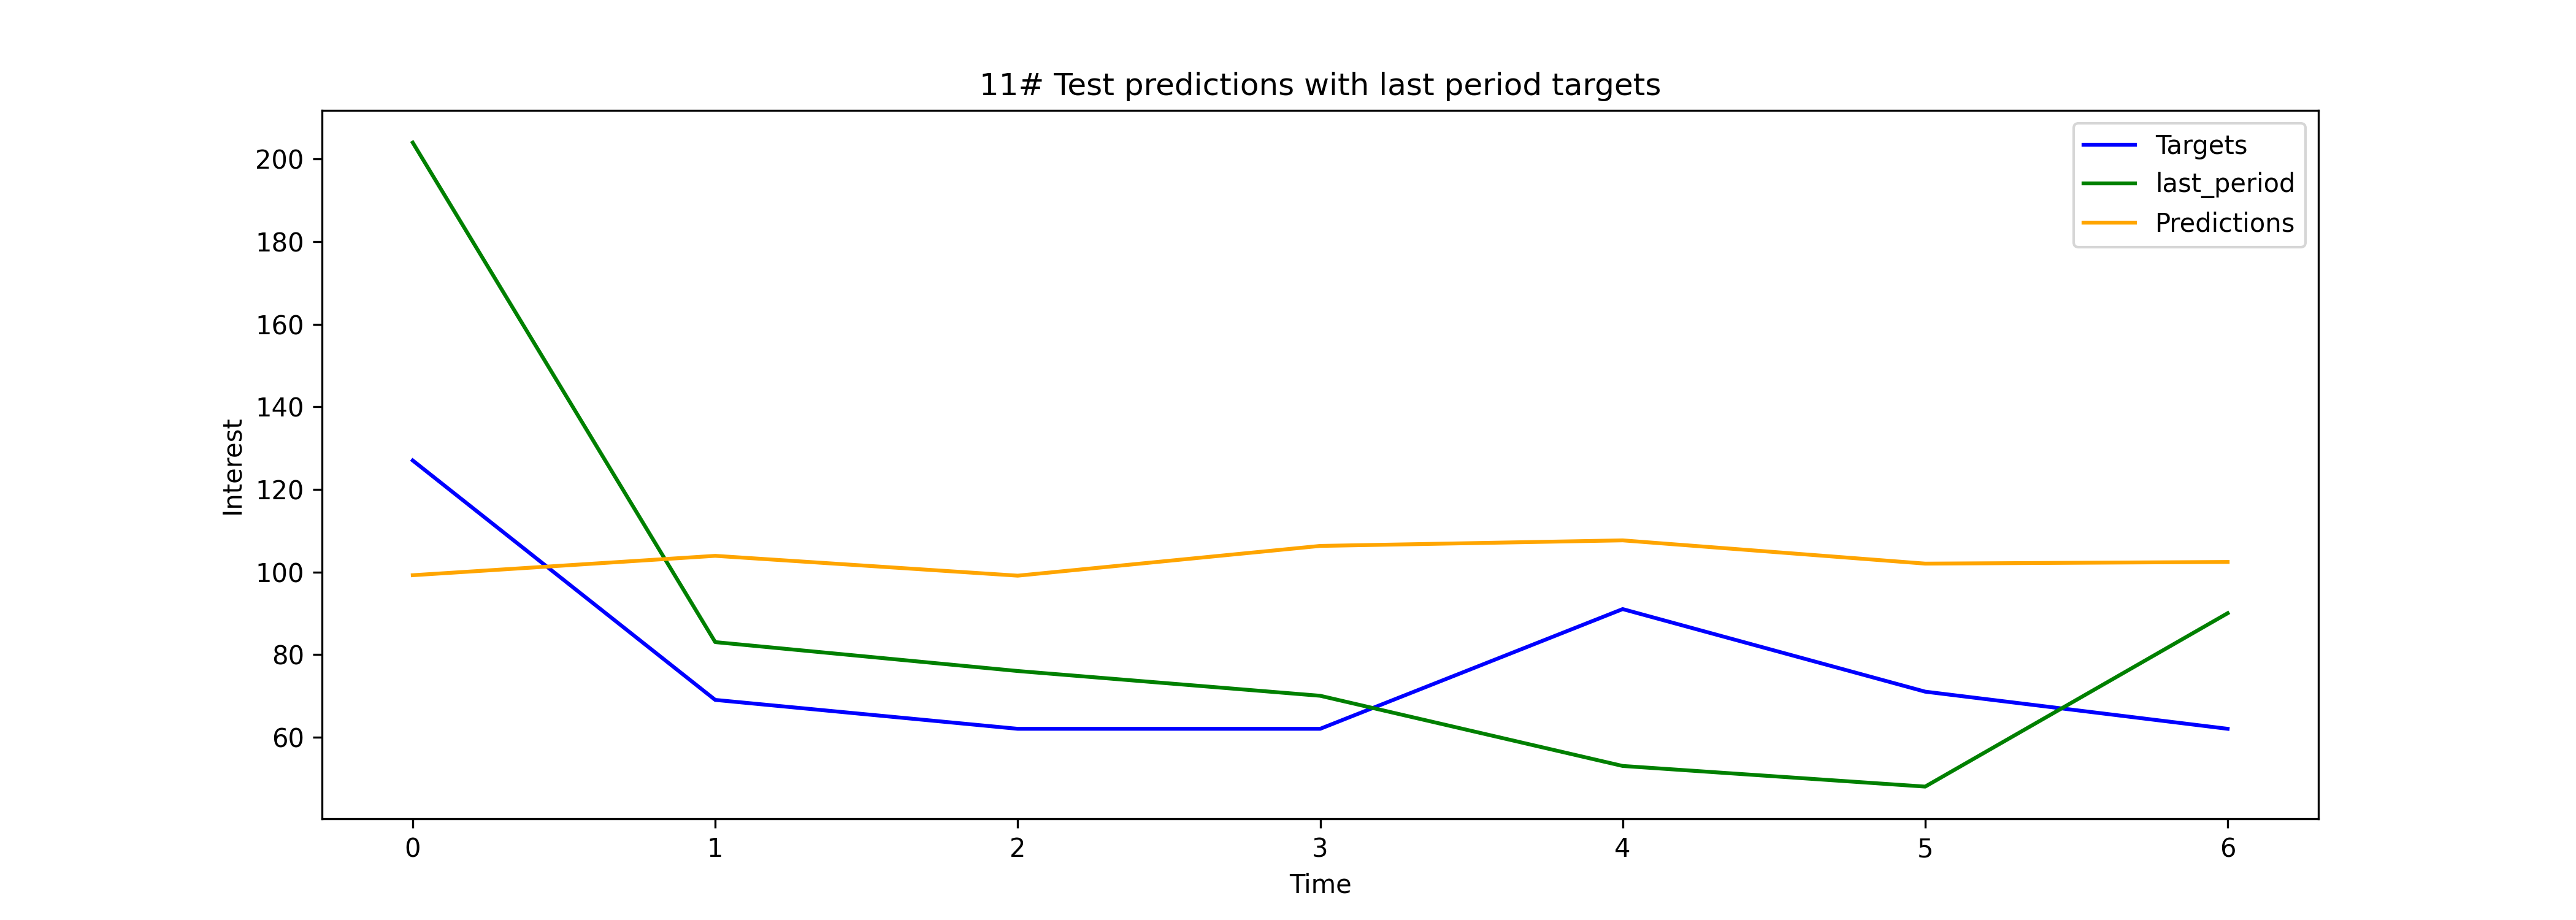 11# Test predictions with last period targets
Targets
last_period
Predictions
200
180
160
140
120
100
80
60
Interest
0 1 2 3 4 5 6
Time